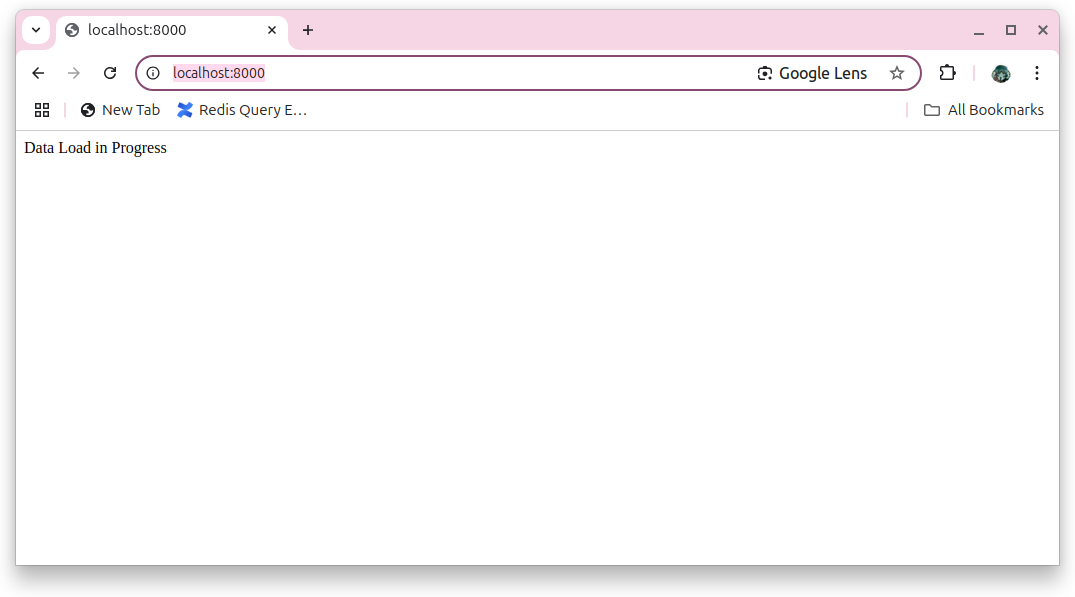 localhost:8000
localhost:8000 Google Lens
New Tab Redis Query E… All Bookmarks
Data Load in Progress